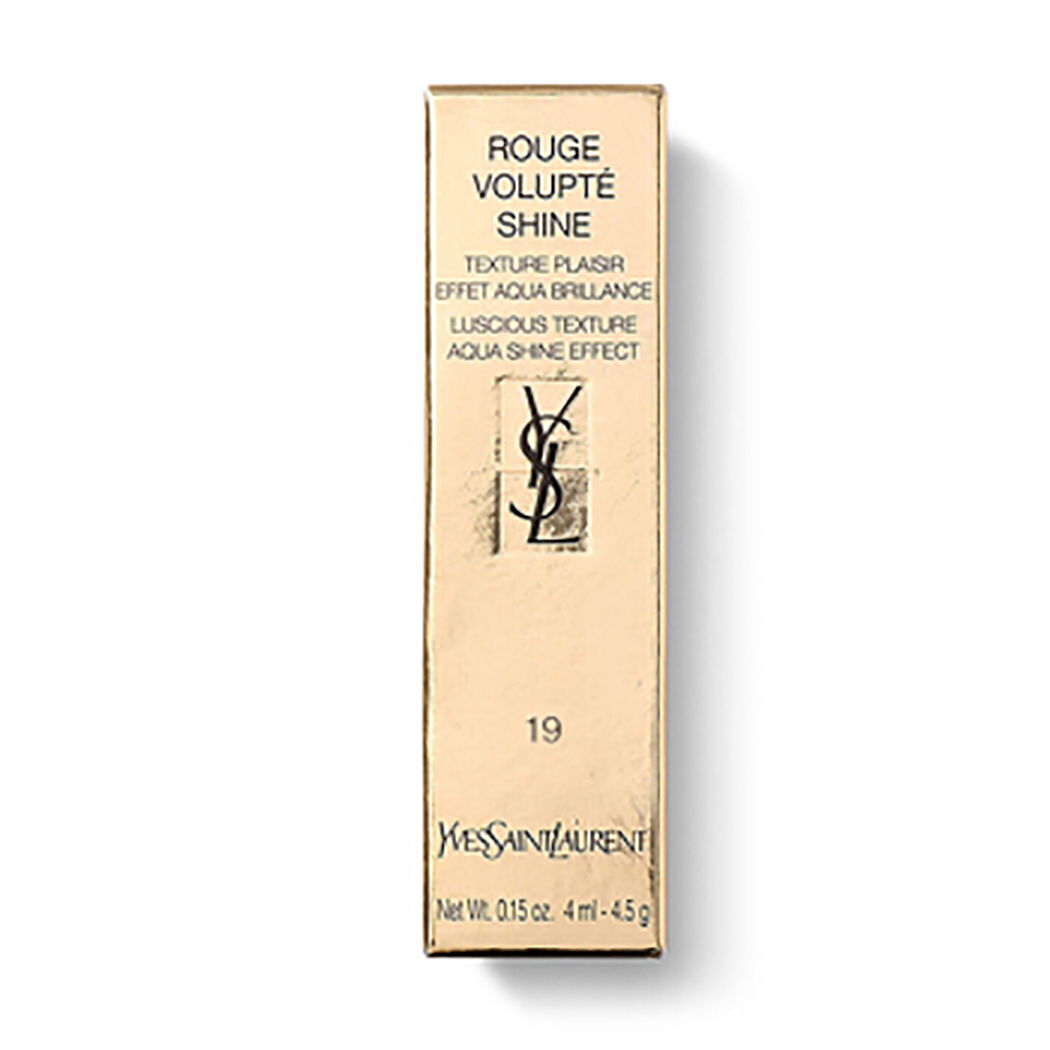 ROUGE
VOLUPTÉ
SHINE
TEXTURE PLAISIR
EFFET AQUA BRILLANCE
LUSCIOUS TEXTURE
AQUA SHINE EFFECT
YSL
19
YVESSAINTLAURENT
Net Wt. 0.15 oz. 4 ml - 4.5 g